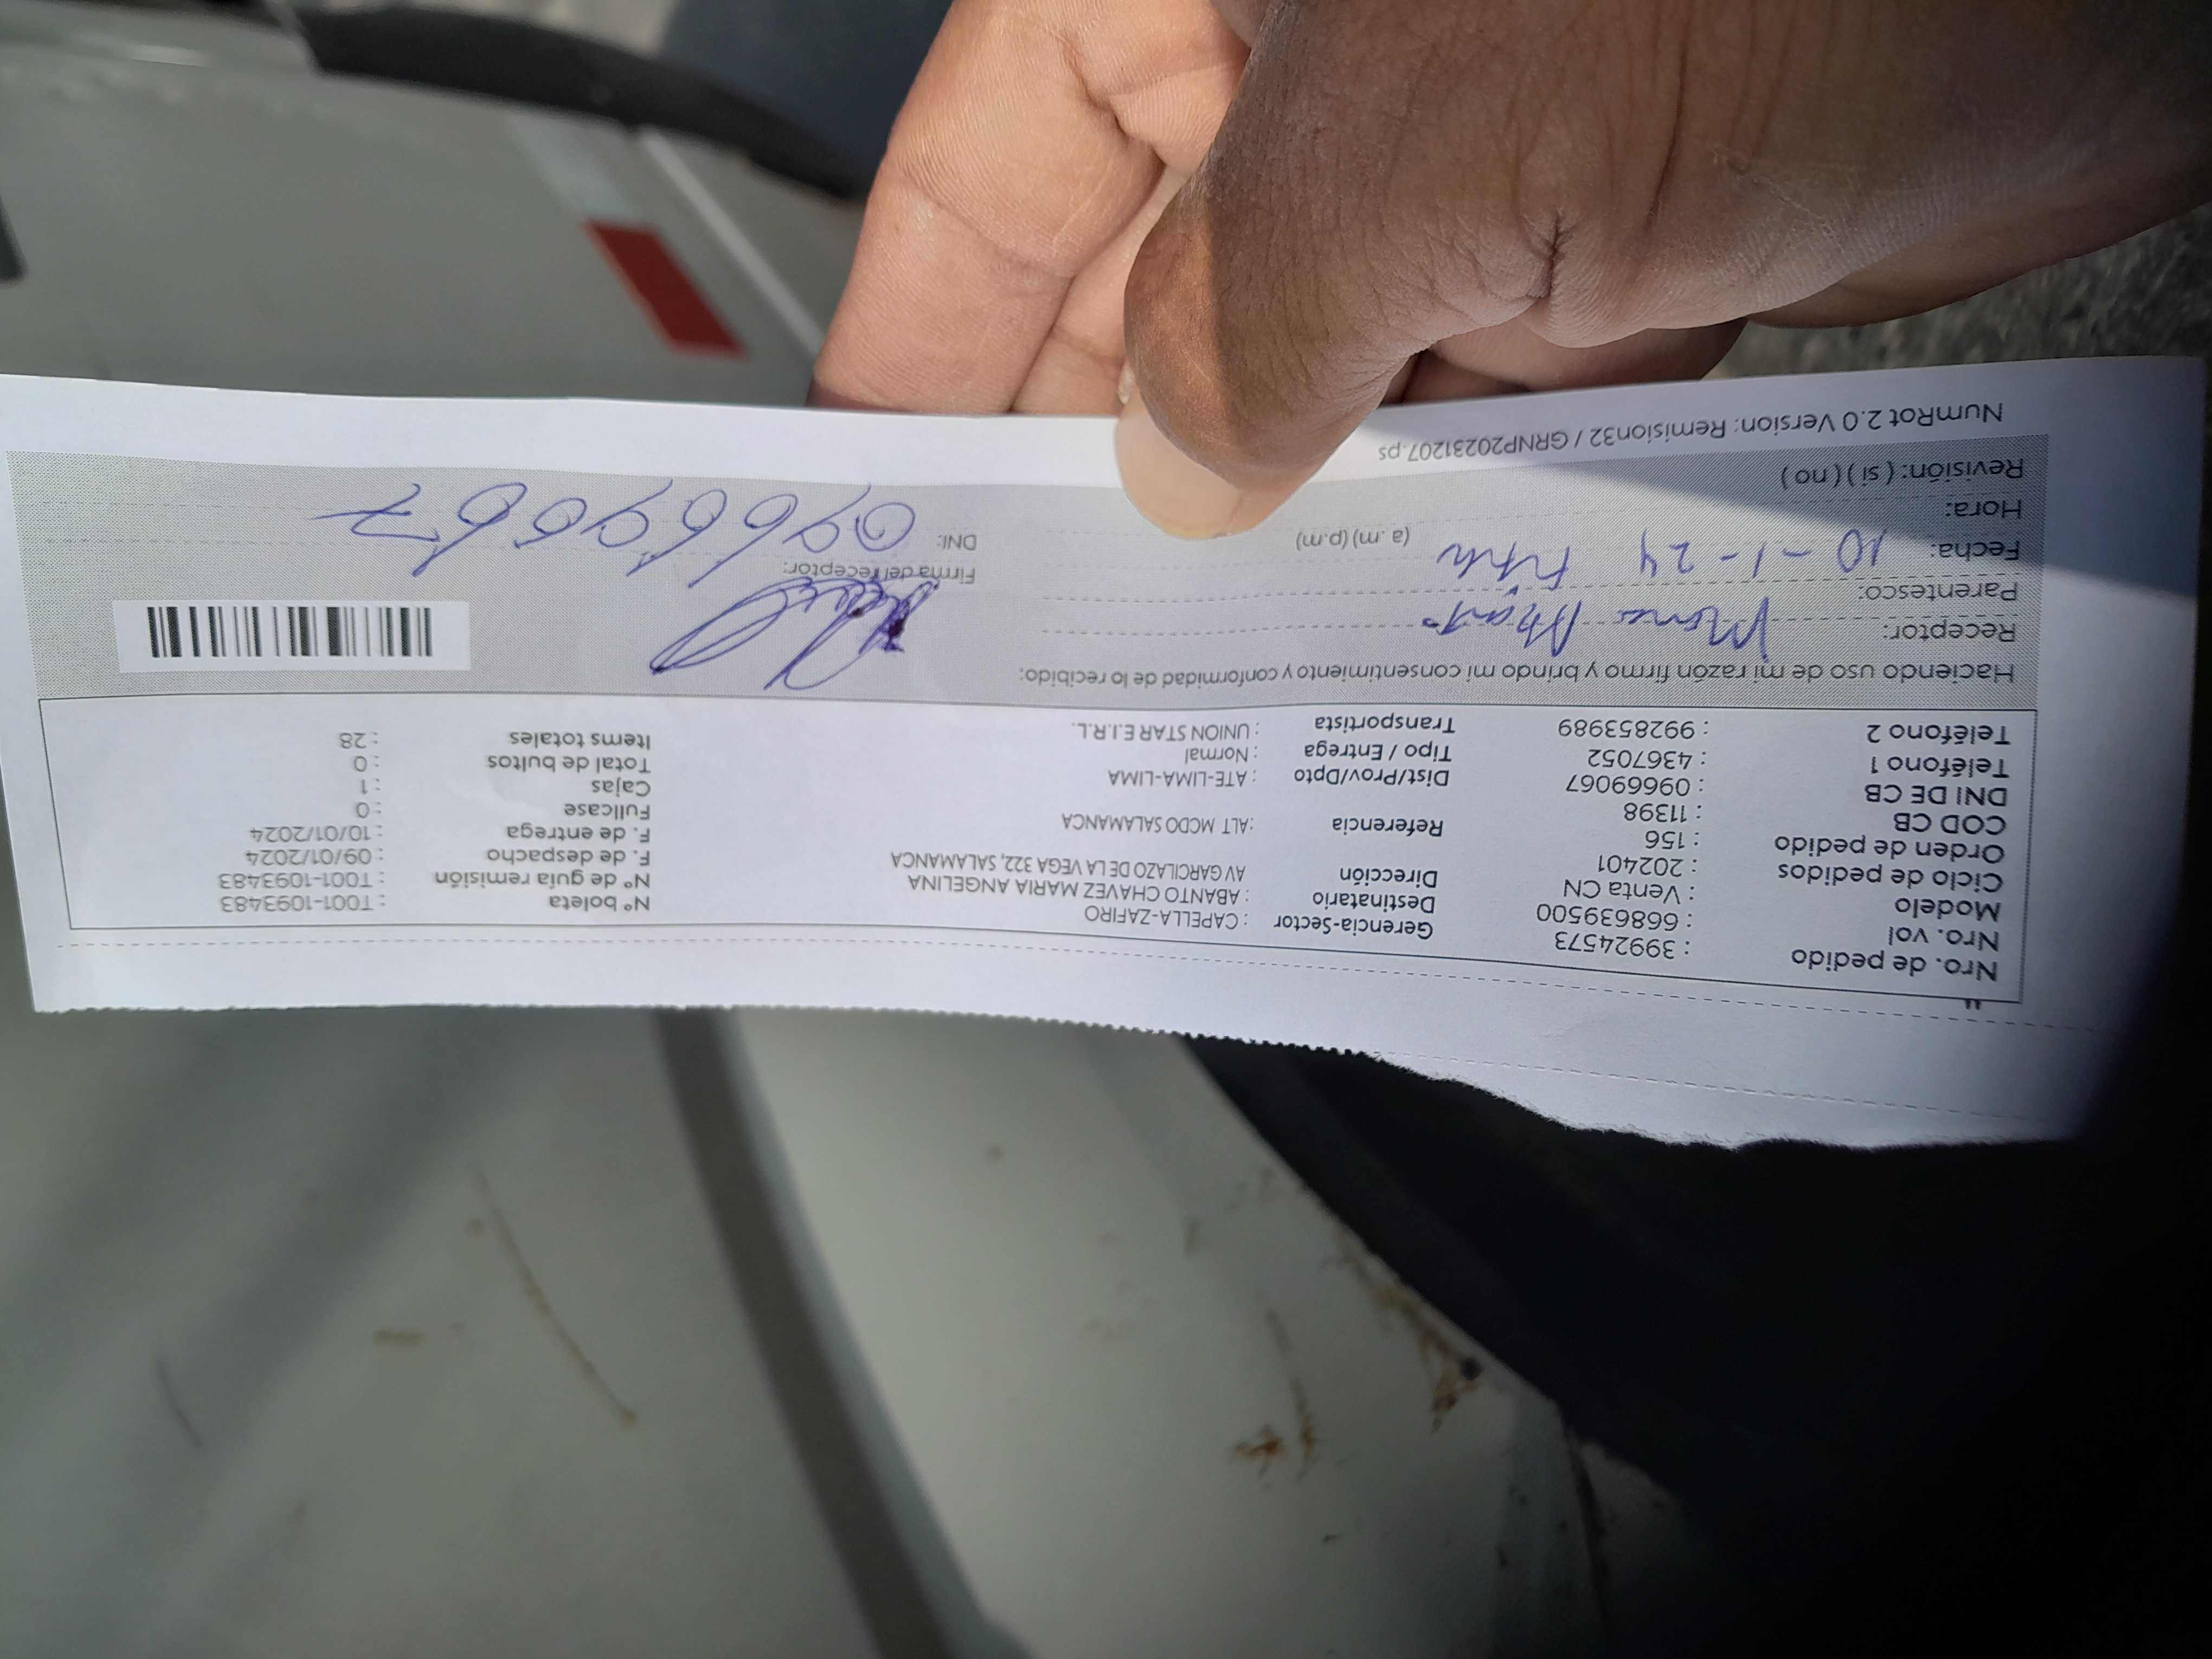 Nro. de pedido : 39924573
Nro. vol : 668639500
Modelo : Venta CN
Ciclo de pedidos : 202401
Orden de pedido : 156
COD CB : 11398
DNI DE CB : 09669067
Teléfono 1 : 4367052
Teléfono 2 : 992853989
Gerencia-Sector : CAPELLA-ZAFIRO
Destinatario : ABANTO CHAVEZ MARIA ANGELINA
Dirección AV GARCILAZO DE LA VEGA 322, SALAMANCA
Referencia : ALT MCDO SALAMANCA
Dist/Prov/Dpto : ATE-LIMA-LIMA
Tipo / Entrega : Normal
Transportista : UNION STAR E.I.R.L.
N° boleta : T001-1093483
N° de guía remisión : T001-1093483
F. de despacho : 09/01/2024
F. de entrega : 10/01/2024
Fullcase : 0
Cajas : 1
Total de bultos : 0
Items totales : 28
Haciendo uso de mi razón firmo y brindo mi consentimiento y conformidad de lo recibido:
Receptor:
Parentesco:
Fecha: 10-1-24
Hora: (a.m) (p.m)
Revisión: ( si ) ( no )
Firma del receptor:
DNI: 09669067
NumRot 2.0 Version: Remision32 / GRNP20231207.ps